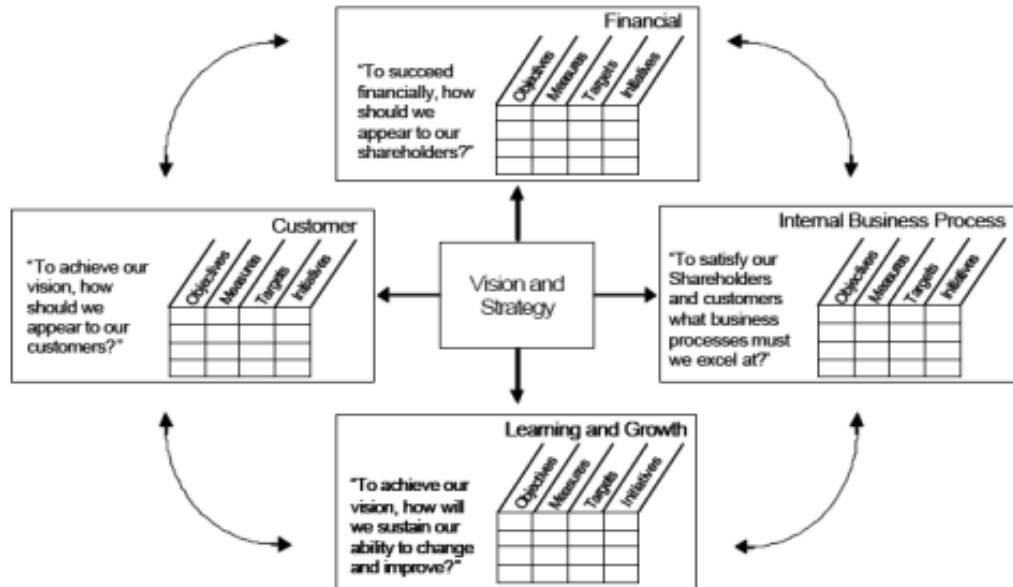 Financial
"To succeed
financially, how
should we
appear to our
shareholders?"
Objectives
Measures
Targets
Initiatives
Customer
"To achieve our
vision, how
should we
appear to our
customers?"
Objectives
Measures
Targets
Initiatives
Vision and
Strategy
Internal Business Process
"To satisfy our
Shareholders
and customers
what business
processes must
we excel at?'
Objectives
Measures
Targets
Initiatives
Learning and Growth
"To achieve our
vision, how will
we sustain our
ability to change
and improve?"
Objectives
Measures
Targets
Initiatives